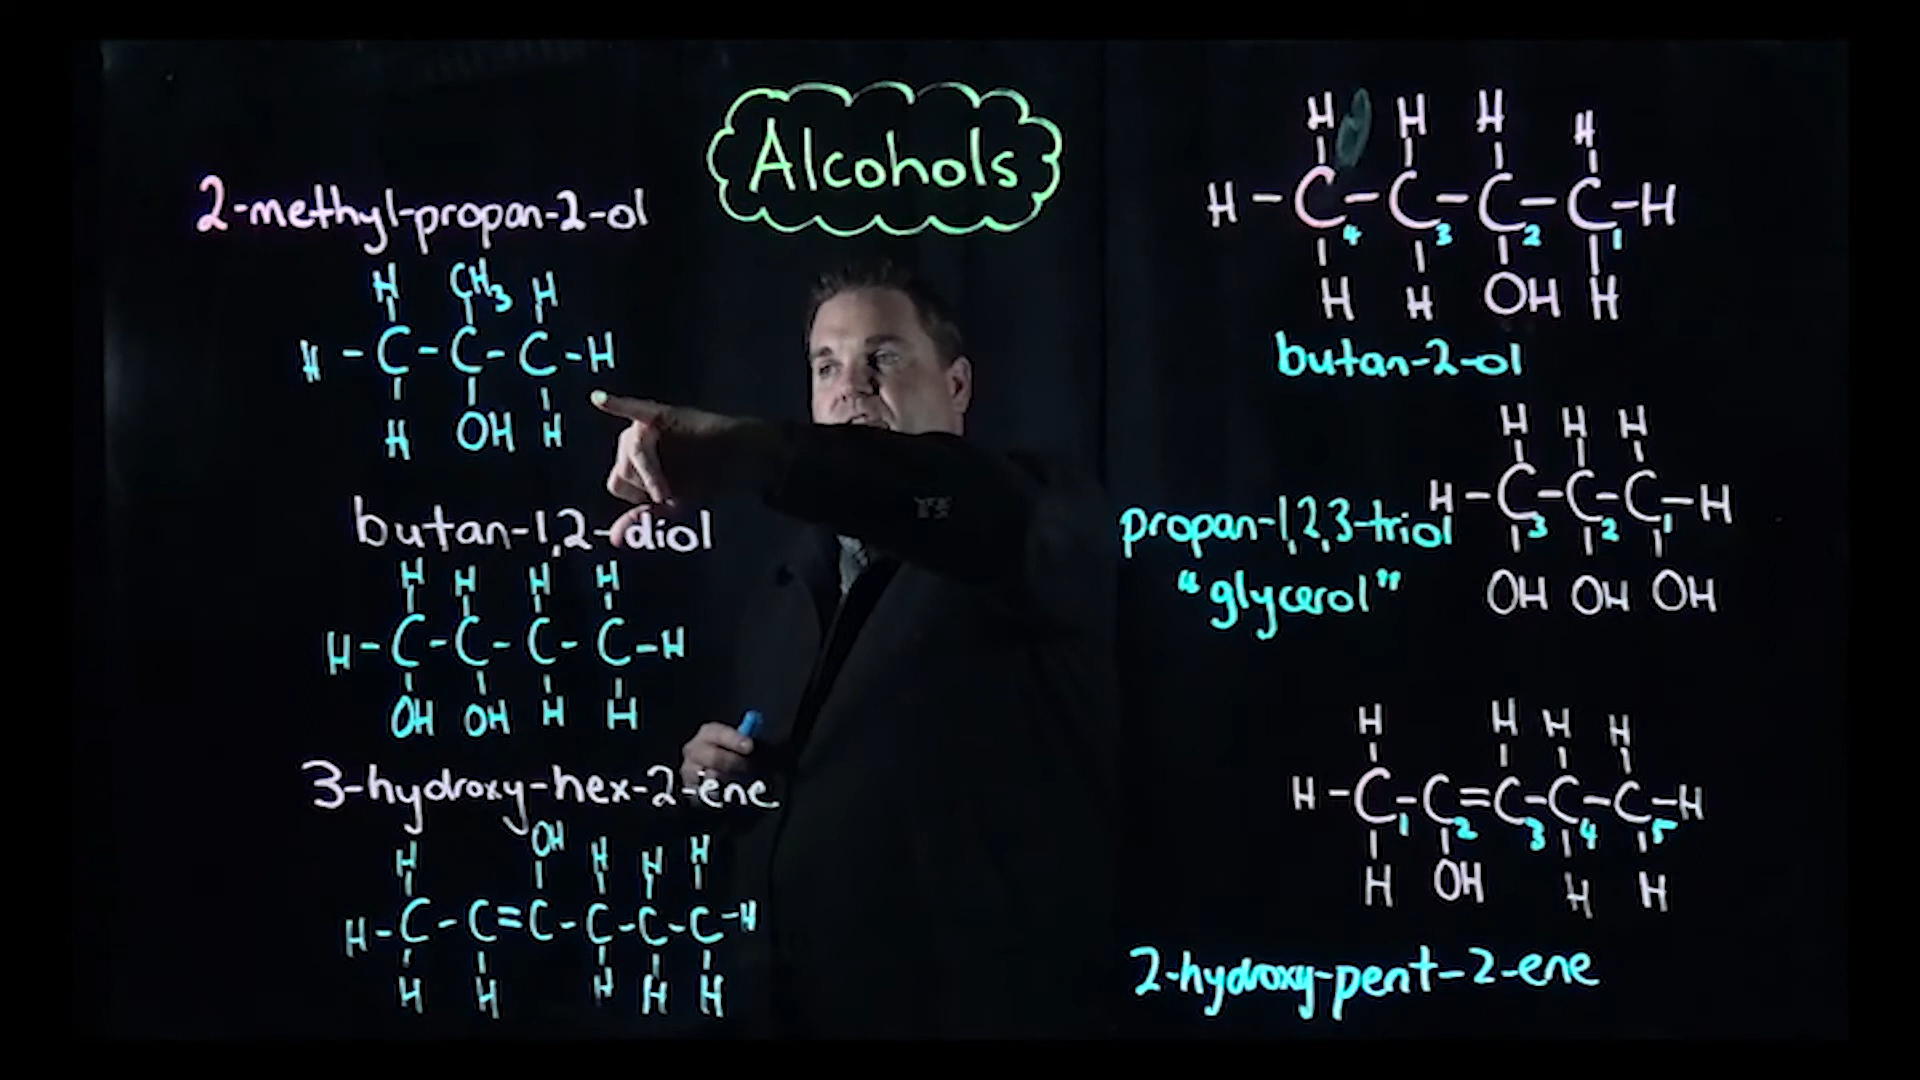 Alcohols
2-methyl-propan-2-ol
H CH3 H
H - C - C - C - H
H OH H
butan-1,2-diol
H H H H
H - C - C - C - C - H
OH OH H H
3-hydroxy-hex-2-ene
H OH H H H
H - C - C = C - C - C - C - H
H H H H H
H H H H
H - C - C - C - C - H
4 3 2 1
H H OH H
butan-2-ol
H H H
H - C - C - C - H
3 2 1
OH OH OH
propan-1,2,3-triol
"glycerol"
H H H H
H - C - C = C - C - C - H
1 2 3 4 5
H OH H H
2-hydroxy-pent-2-ene